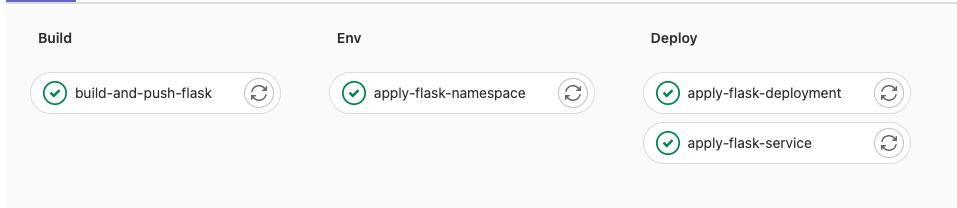 Build
build-and-push-flask
Env
apply-flask-namespace
Deploy
apply-flask-deployment
apply-flask-service